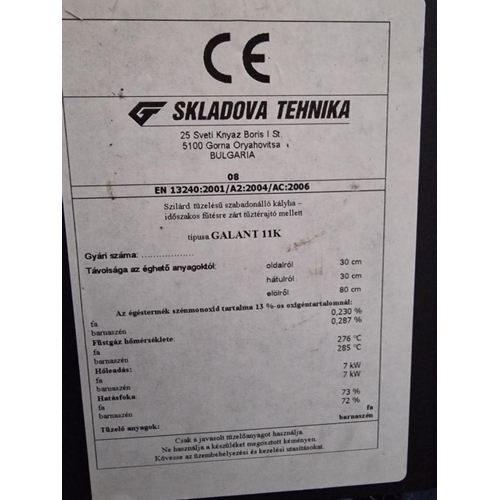 CE
SKLADOVA TEHNIKA
25 Sveti Knyaz Boris I St.
5100 Gorna Oryahovitsa
BULGARIA
08
EN 13240:2001/A2:2004/AC:2006
Szilárd tüzelésű szabadonálló kályha –
időszakos fűtésre zárt tűztérajtó mellett
típusa GALANT 11K
Gyári száma: ...................
Távolsága az éghető anyagoktól: oldalról 30 cm
hátulról 30 cm
elölről 80 cm
Az égéstermék szénmonoxid tartalma 13 %-os oxigéntartalomnál:
fa 0,230 %
barnaszén 0,287 %
Füstgáz hőmérséklete:
fa 276 °C
barnaszén 285 °C
Hőleadás:
fa 7 kW
barnaszén 7 kW
Hatásfoka:
fa 73 %
barnaszén 72 %
Tüzelő anyagok: fa
barnaszén
Csak a javasolt tüzelőanyagot használja.
Ne használja a készüléket megosztott kéményen.
Kövesse az üzembehelyezési és kezelési utasításokat.